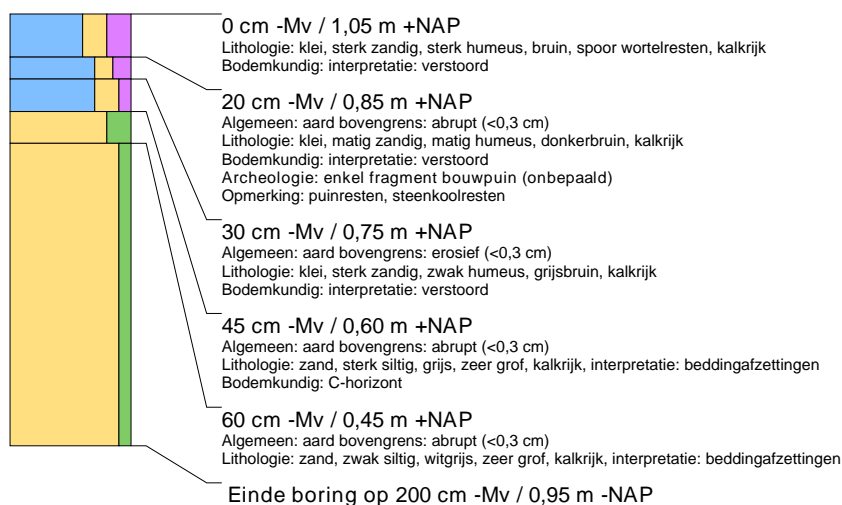 0 cm -Mv / 1,05 m +NAP
Lithologie: klei, sterk zandig, sterk humeus, bruin, spoor wortelresten, kalkrijk
Bodemkundig: interpretatie: verstoord
20 cm -Mv / 0,85 m +NAP
Algemeen: aard bovengrens: abrupt (<0,3 cm)
Lithologie: klei, matig zandig, matig humeus, donkerbruin, kalkrijk
Bodemkundig: interpretatie: verstoord
Archeologie: enkel fragment bouwpuin (onbepaald)
Opmerking: puinresten, steenkoolresten
30 cm -Mv / 0,75 m +NAP
Algemeen: aard bovengrens: erosief (<0,3 cm)
Lithologie: klei, sterk zandig, zwak humeus, grijsbruin, kalkrijk
Bodemkundig: interpretatie: verstoord
45 cm -Mv / 0,60 m +NAP
Algemeen: aard bovengrens: abrupt (<0,3 cm)
Lithologie: zand, sterk siltig, grijs, zeer grof, kalkrijk, interpretatie: beddingafzettingen
Bodemkundig: C-horizont
60 cm -Mv / 0,45 m +NAP
Algemeen: aard bovengrens: abrupt (<0,3 cm)
Lithologie: zand, zwak siltig, witgrijs, zeer grof, kalkrijk, interpretatie: beddingafzettingen
Einde boring op 200 cm -Mv / 0,95 m -NAP